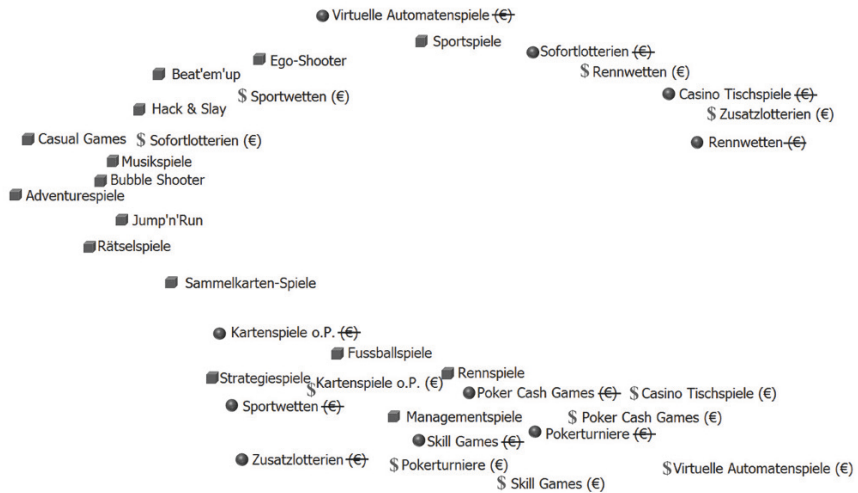 Virtuelle Automatenspiele (€)
Sportspiele
Sofortlotterien (€)
Ego-Shooter
Beat'em'up
$ Rennwetten (€)
$ Sportwetten (€)
Casino Tischspiele (€)
Hack & Slay
$ Zusatzlotterien (€)
Casual Games
$ Sofortlotterien (€)
Rennwetten (€)
Musikspiele
Bubble Shooter
Adventurespiele
Jump'n'Run
Rätselspiele
Sammelkarten-Spiele
Kartenspiele o.P. (€)
Fussballspiele
Strategiespiele
$ Kartenspiele o.P. (€)
Rennspiele
Poker Cash Games (€)
$ Casino Tischspiele (€)
Sportwetten (€)
Managementspiele
$ Poker Cash Games (€)
Skill Games (€)
Pokerturniere (€)
Zusatzlotterien (€)
$ Pokerturniere (€)
$ Virtuelle Automatenspiele (€)
$ Skill Games (€)